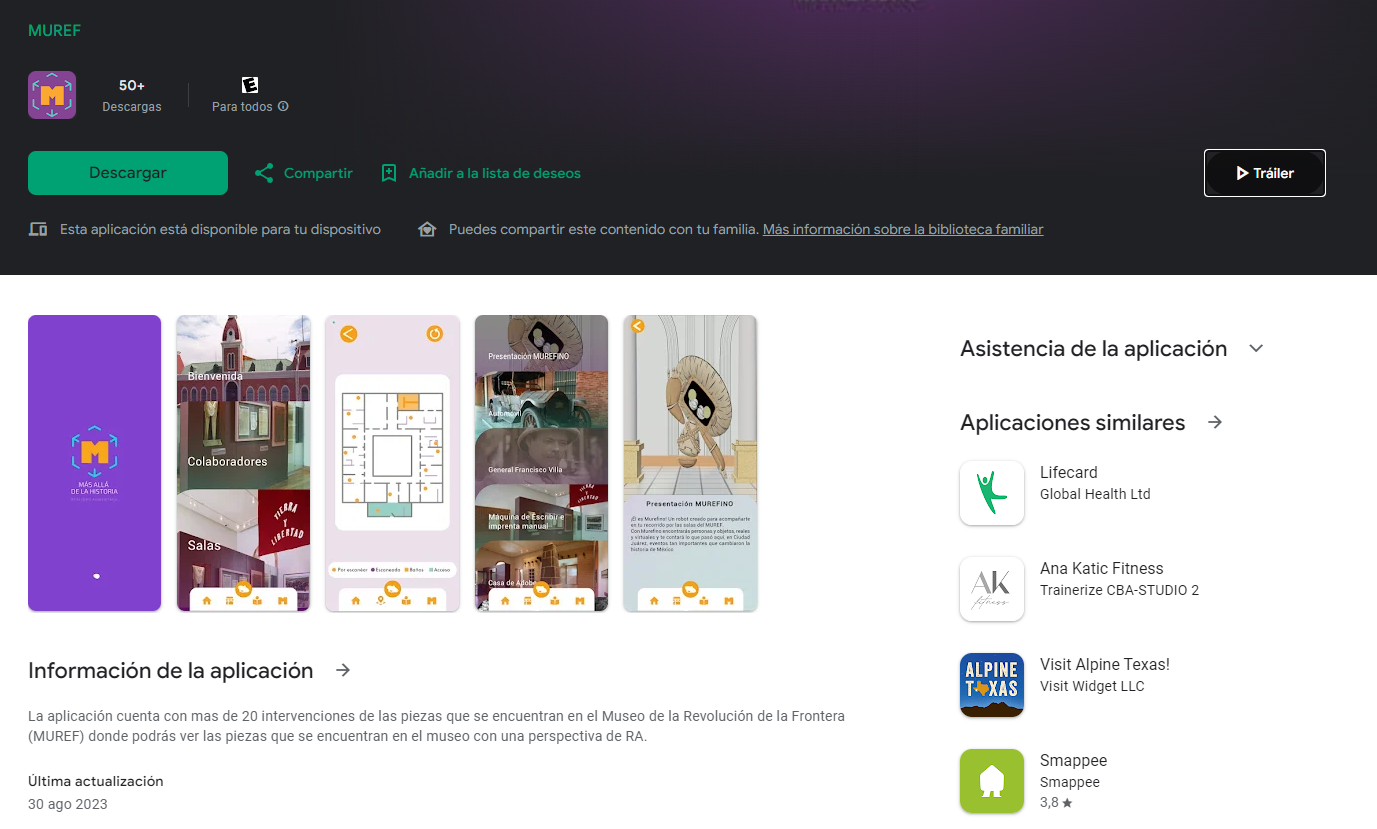 MUREF
50+
Descargas
Para todos
Descargar
Compartir
Añadir a la lista de deseos
Tráiler
Esta aplicación está disponible para tu dispositivo
Puedes compartir este contenido con tu familia. Más información sobre la biblioteca familiar
M
MÁS ALLÁ
DE LA HISTORIA
Bienvenida
Colaboradores
TIERRA
Y
LIBERTAD
Salas
Por esconder
Escaneado
Baños
Acceso
Presentación MUREFINO
Automóvil
General Francisco Villa
TIERRA
Y
LIBERTAD
Máquina de Escribir e
imprenta manual
Casa de Adobe
Presentación MUREFINO
¡Él es Murefino! Un robot creado para acompañarte
en tu recorrido por las salas del MUREF.
Con Murefino encontrarás personas y objetos, reales
y virtuales y te contará lo que pasó aquí, en Ciudad
Juárez, eventos tan importantes que cambiaron la
historia de México.
Asistencia de la aplicación
Aplicaciones similares
Lifecard
Global Health Ltd
AK
fitness
Ana Katic Fitness
Trainerize CBA-STUDIO 2
ALPINE
TEXAS
Visit Alpine Texas!
Visit Widget LLC
Smappee
Smappee
3,8
Información de la aplicación
La aplicación cuenta con mas de 20 intervenciones de las piezas que se encuentran en el Museo de la Revolución de la Frontera
(MUREF) donde podrás ver las piezas que se encuentran en el museo con una perspectiva de RA.
Última actualización
30 ago 2023